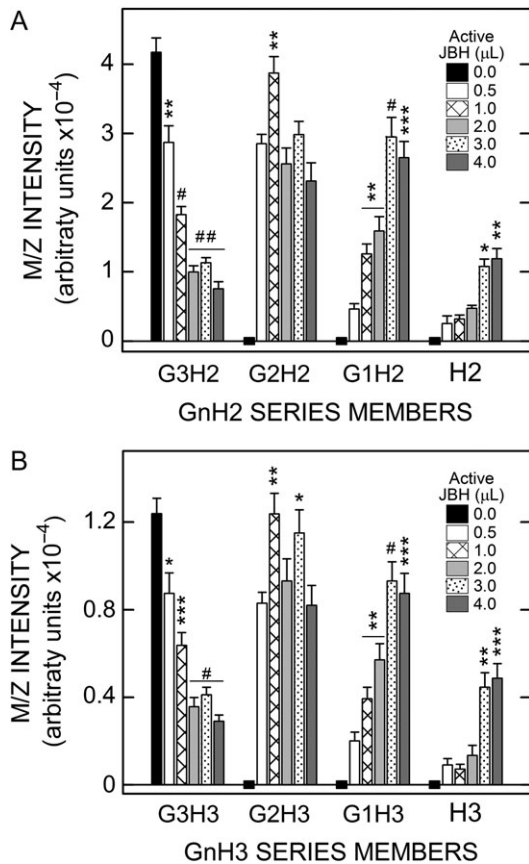 A
Active
JBH (μL)
0.0
0.5
1.0
2.0
3.0
4.0
M/Z INTENSITY
(arbitraty units x10⁻⁴)
4
3
2
1
0
**
#
##
**
**
#
***
*
**
G3H2 G2H2 G1H2 H2
GnH2 SERIES MEMBERS
B
Active
JBH (μL)
0.0
0.5
1.0
2.0
3.0
4.0
M/Z INTENSITY
(arbitraty units x10⁻⁴)
1.2
0.8
0.4
0
*
***
#
**
*
**
#
***
**
***
G3H3 G2H3 G1H3 H3
GnH3 SERIES MEMBERS